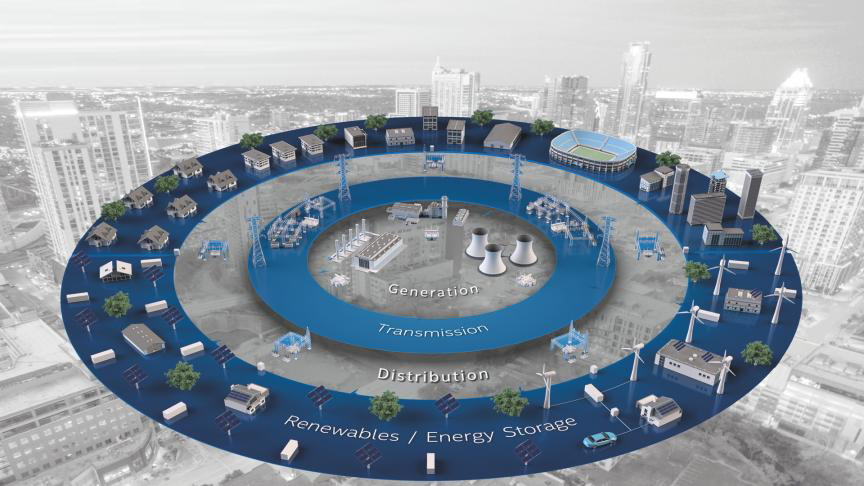 Generation
Transmission
Distribution
Renewables / Energy Storage